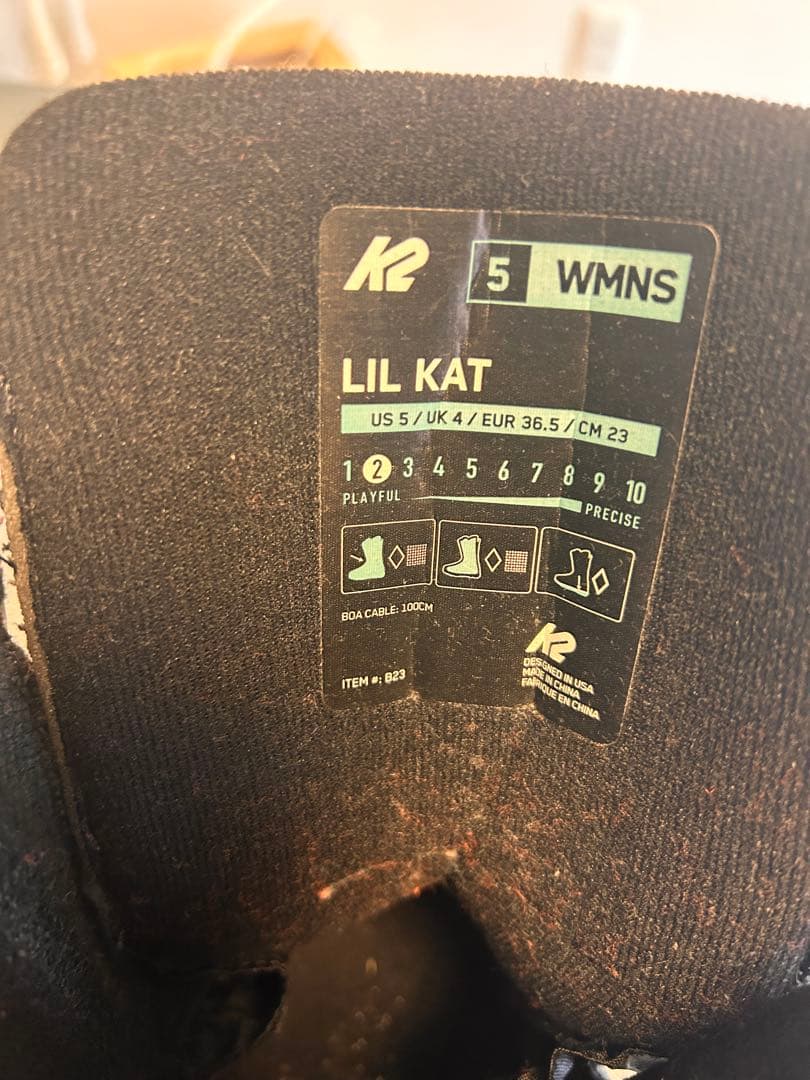 K2
5 WMNS
LIL KAT
US 5 / UK 4 / EUR 36.5 / CM 23
1 2 3 4 5 6 7 8 9 10
PLAYFUL PRECISE
BOA CABLE: 100CM
K2
ITEM #: B23
DESIGNED IN USA
MADE IN CHINA
FABRIQUE EN CHINA